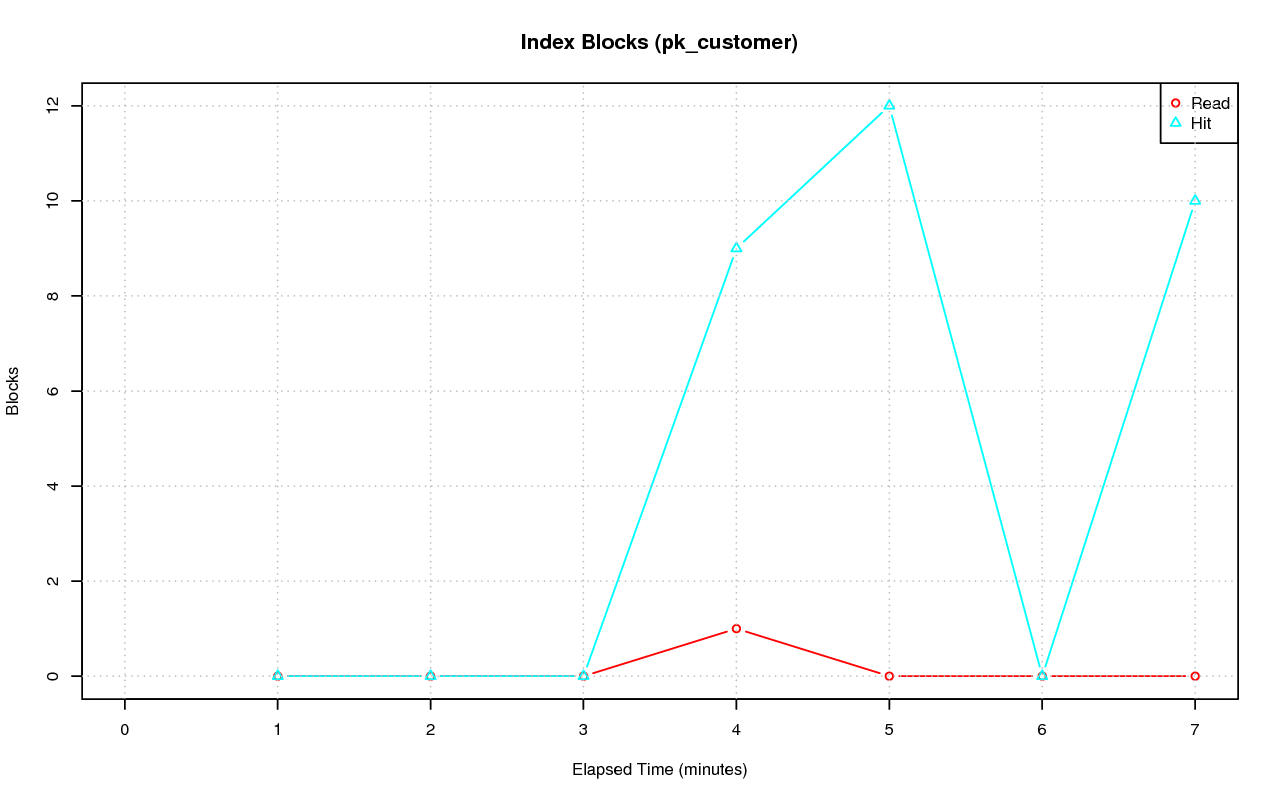 Index Blocks (pk_customer)
Read
Hit
12
10
8
6
4
2
0
Blocks
0 1 2 3 4 5 6 7
Elapsed Time (minutes)